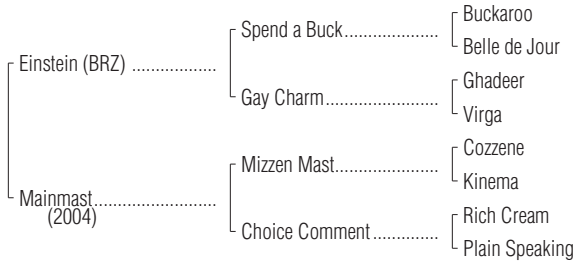 Buckaroo
Spend a Buck....................
Belle de Jour
Einstein (BRZ) ..................
Ghadeer
Gay Charm........................
Virga
Cozzene
Mizzen Mast......................
Kinema
Mainmast..........................
(2004)
Rich Cream
Choice Comment ..............
Plain Speaking